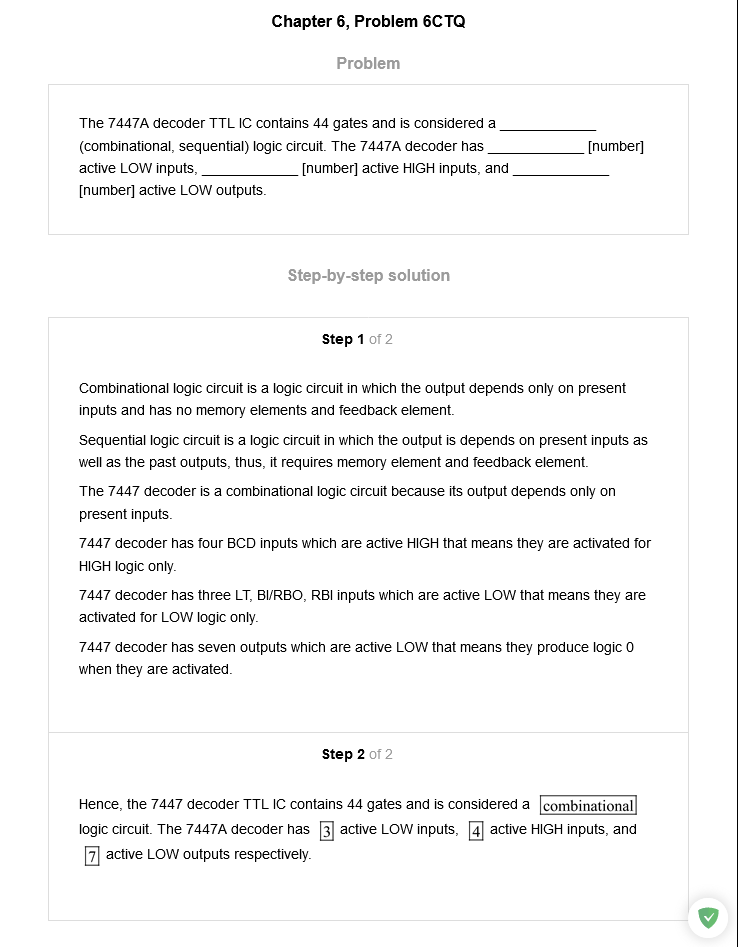 Chapter 6, Problem 6CTQ
Problem
The 7447A decoder TTL IC contains 44 gates and is considered a ____________
(combinational, sequential) logic circuit. The 7447A decoder has ____________ [number]
active LOW inputs, ____________ [number] active HIGH inputs, and ____________
[number] active LOW outputs.
Step-by-step solution
Step 1 of 2
Combinational logic circuit is a logic circuit in which the output depends only on present
inputs and has no memory elements and feedback element.
Sequential logic circuit is a logic circuit in which the output is depends on present inputs as
well as the past outputs, thus, it requires memory element and feedback element.
The 7447 decoder is a combinational logic circuit because its output depends only on
present inputs.
7447 decoder has four BCD inputs which are active HIGH that means they are activated for
HIGH logic only.
7447 decoder has three LT, BI/RBO, RBI inputs which are active LOW that means they are
activated for LOW logic only.
7447 decoder has seven outputs which are active LOW that means they produce logic 0
when they are activated.
Step 2 of 2
Hence, the 7447 decoder TTL IC contains 44 gates and is considered a combinational
logic circuit. The 7447A decoder has 3 active LOW inputs, 4 active HIGH inputs, and
7 active LOW outputs respectively.